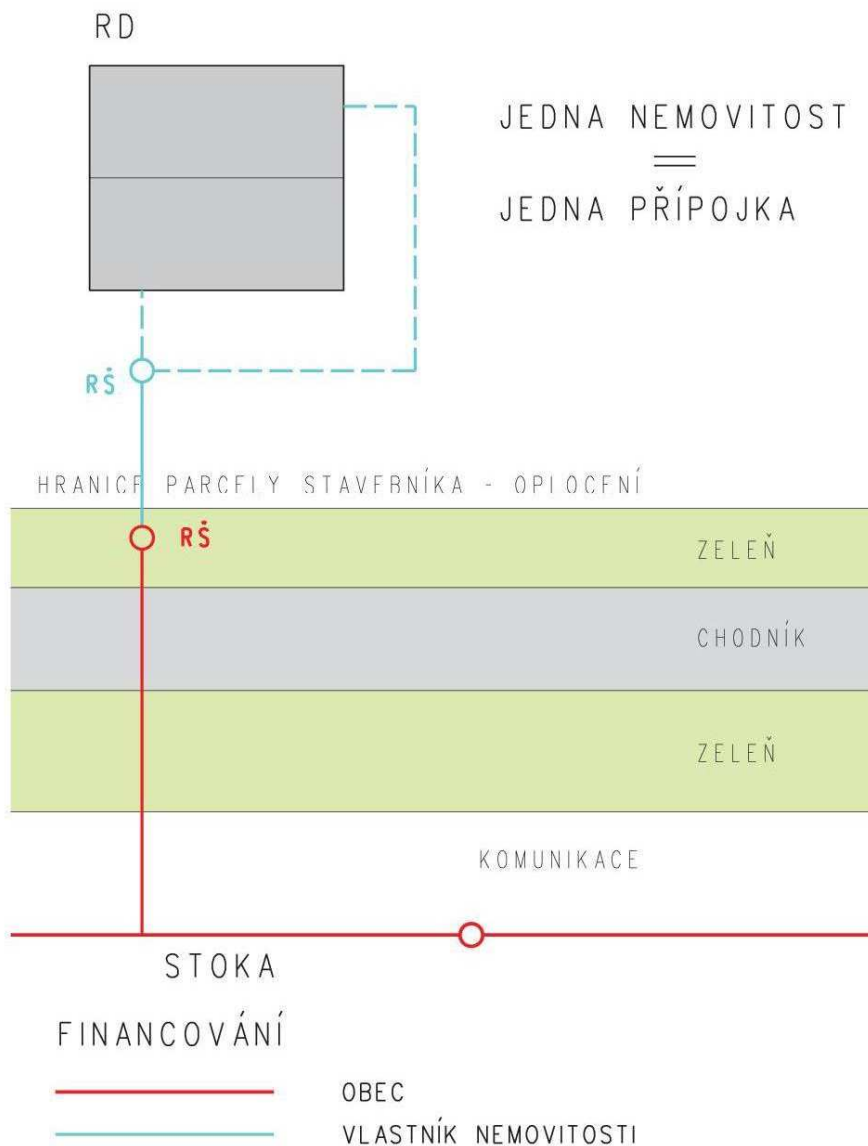 RD
JEDNA NEMOVITOST
=
JEDNA PŘÍPOJKA
RŠ
HRANICE PARCELY STAVEBNÍKA - OPLOCENÍ
RŠ
ZELEŇ
CHODNÍK
ZELEŇ
KOMUNIKACE
STOKA
FINANCOVÁNÍ
OBEC
VLASTNÍK NEMOVITOSTI